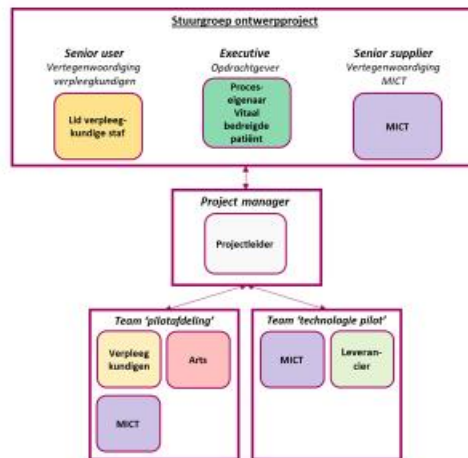 Stuurgroep ontwerpproject
Senior user
Vertegenwoordiging
verpleegkundigen
Executive
Opdrachtgever
Senior supplier
Vertegenwoordiging
MICT
Lid verpleeg-
kundige staf
Proces-
eigenaar
Vitaal
bedreigde
patiënt
MICT
Project manager
Projectleider
Team 'pilotafdeling'
Verpleeg
kundigen
Arts
MICT
Team 'technologie pilot'
MICT
Leveran-
cier